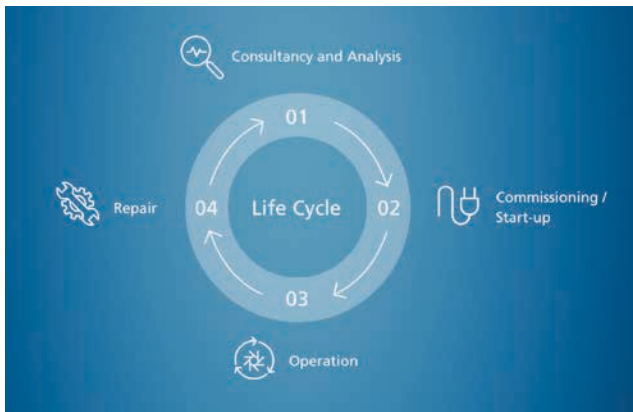 Consultancy and Analysis
01
Repair
04
Life Cycle
02
Commissioning /
Start-up
03
Operation